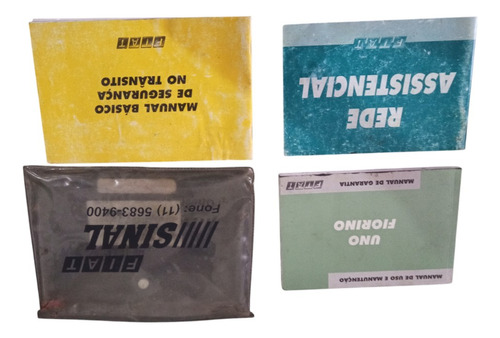 MANUAL BÁSICO
DE SEGURANÇA
NO TRÂNSITO
FIAT
REDE
ASSISTENCIAL
FIAT
FIAT
SINAL
Fone: (11) 5683-9400
MANUAL DE USO E MANUTENÇÃO
UNO
FIORINO
MANUAL DE GARANTIA FIAT